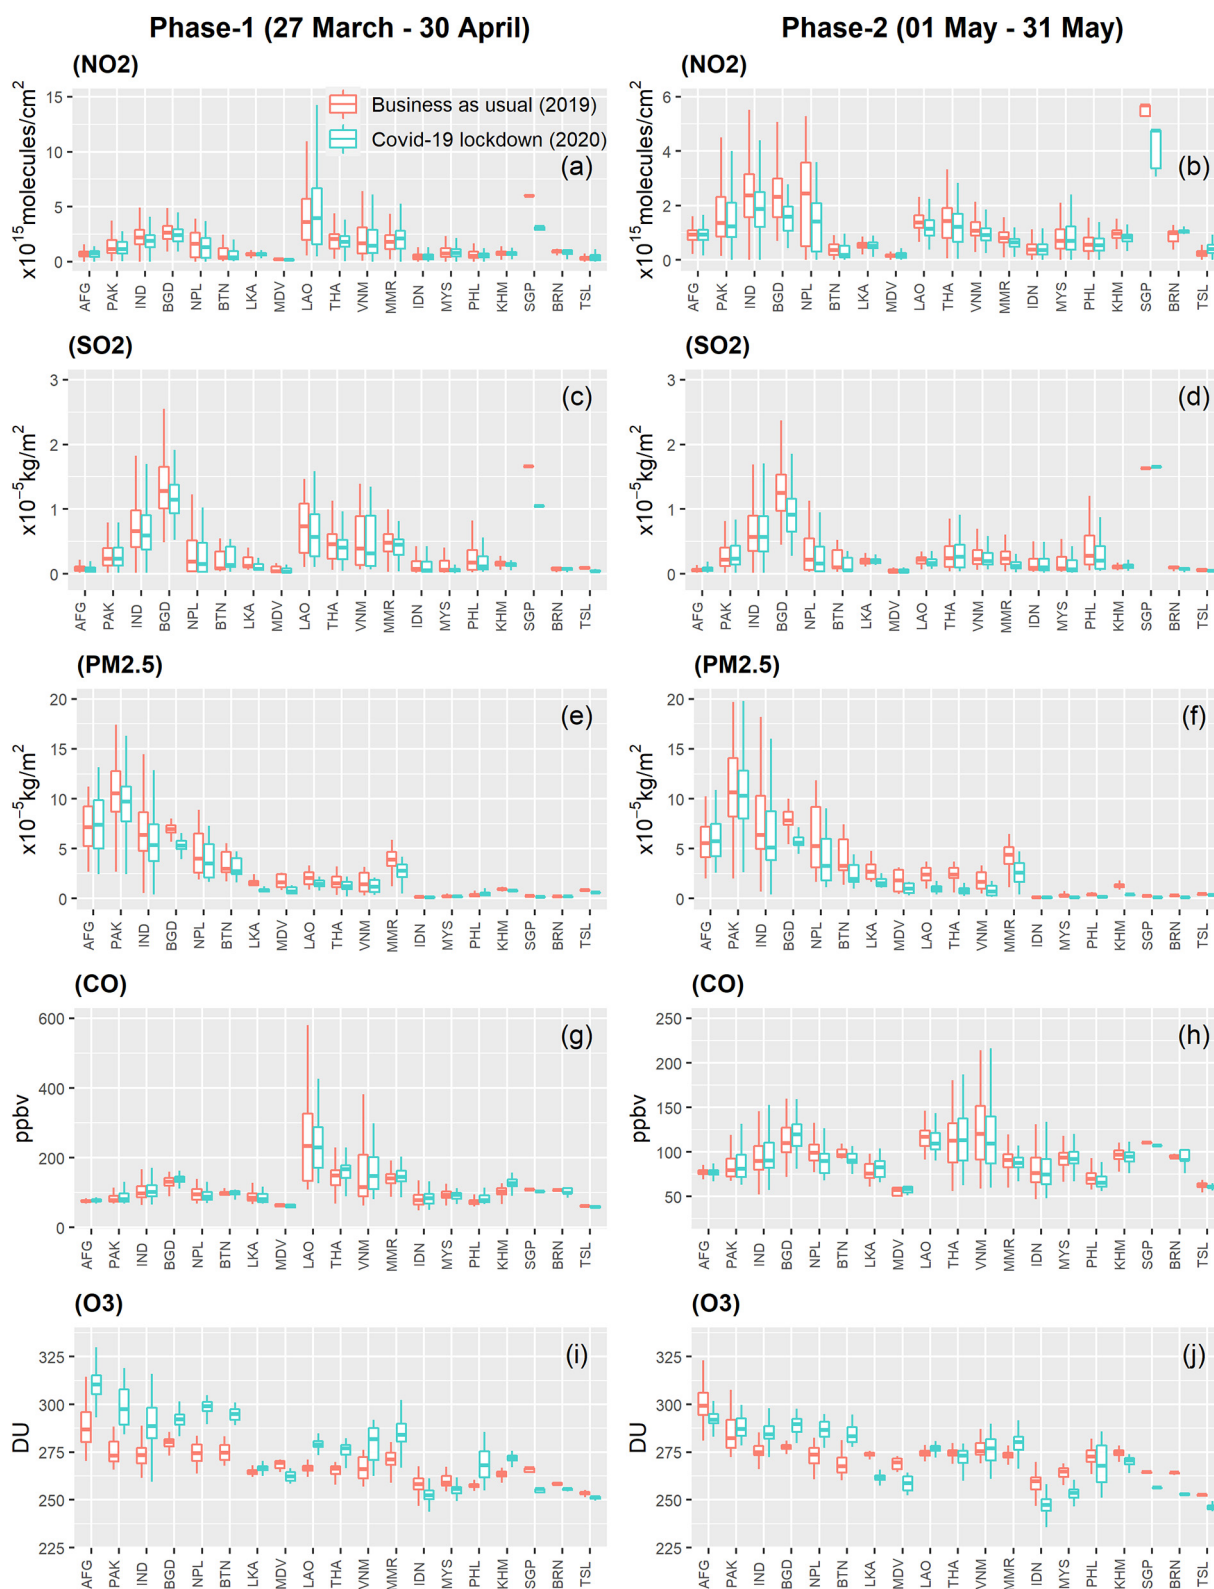 Phase-1 (27 March - 30 April)
Phase-2 (01 May - 31 May)
(NO2)
x10^15molecules/cm^2
15
10
5
0
Business as usual (2019)
Covid-19 lockdown (2020)
(a)
AFG PAK IND BGD NPL BTN LKA MDV LAO THA VNM MMR IDN MYS PHL KHM SGP BRN TSL
(NO2)
x10^15molecules/cm^2
6
4
2
0
(b)
AFG PAK IND BGD NPL BTN LKA MDV LAO THA VNM MMR IDN MYS PHL KHM SGP BRN TSL
(SO2)
x10^−5kg/m^2
3
2
1
0
(c)
AFG PAK IND BGD NPL BTN LKA MDV LAO THA VNM MMR IDN MYS PHL KHM SGP BRN TSL
(SO2)
x10^−5kg/m^2
3
2
1
0
(d)
AFG PAK IND BGD NPL BTN LKA MDV LAO THA VNM MMR IDN MYS PHL KHM SGP BRN TSL
(PM2.5)
x10^−5kg/m^2
20
15
10
5
0
(e)
AFG PAK IND BGD NPL BTN LKA MDV LAO THA VNM MMR IDN MYS PHL KHM SGP BRN TSL
(PM2.5)
x10^−5kg/m^2
20
15
10
5
0
(f)
AFG PAK IND BGD NPL BTN LKA MDV LAO THA VNM MMR IDN MYS PHL KHM SGP BRN TSL
(CO)
ppbv
600
400
200
0
(g)
AFG PAK IND BGD NPL BTN LKA MDV LAO THA VNM MMR IDN MYS PHL KHM SGP BRN TSL
(CO)
ppbv
250
200
150
100
50
(h)
AFG PAK IND BGD NPL BTN LKA MDV LAO THA VNM MMR IDN MYS PHL KHM SGP BRN TSL
(O3)
DU
325
300
275
250
225
(i)
AFG PAK IND BGD NPL BTN LKA MDV LAO THA VNM MMR IDN MYS PHL KHM SGP BRN TSL
(O3)
DU
325
300
275
250
225
(j)
AFG PAK IND BGD NPL BTN LKA MDV LAO THA VNM MMR IDN MYS PHL KHM SGP BRN TSL